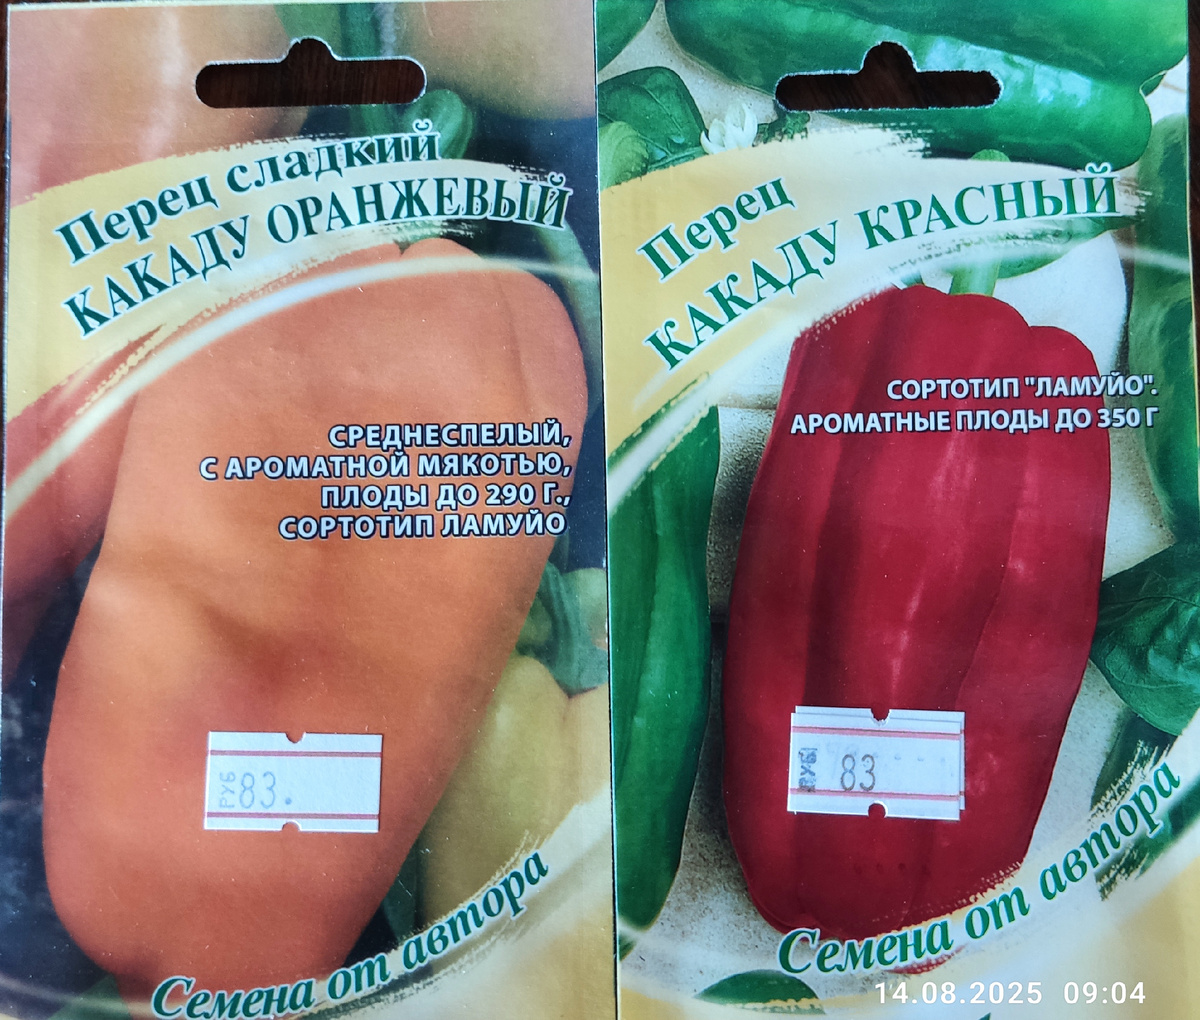 Перец сладкий
КАКАДУ ОРАНЖЕВЫЙ
СРЕДНЕСПЕЛЫЙ,
С АРОМАТНОЙ МЯКОТЬЮ,
ПЛОДЫ ДО 290 Г.,
СОРТОТИП ЛАМУЙО
РУБ 83.
Семена от автора
Перец
КАКАДУ КРАСНЫЙ
СОРТОТИП "ЛАМУЙО".
АРОМАТНЫЕ ПЛОДЫ ДО 350 Г
РУБ 83
Семена от автора
14.08.2025 09:04